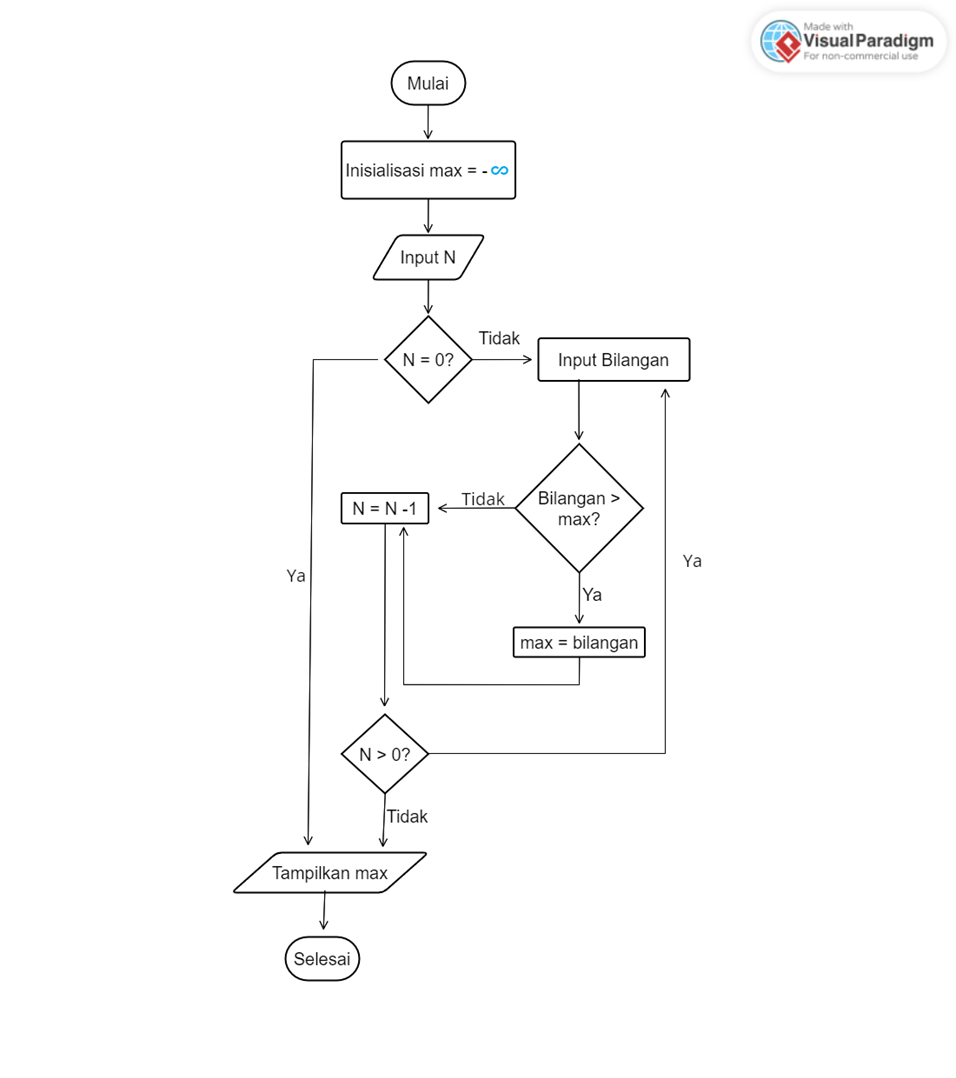 Made with
Visual Paradigm
For non-commercial use
Mulai
Inisialisasi max = - ∞
Input N
N = 0?
Tidak
Input Bilangan
Bilangan >
max?
Tidak
N = N -1
Ya
Ya
Ya
max = bilangan
N > 0?
Tidak
Tampilkan max
Selesai